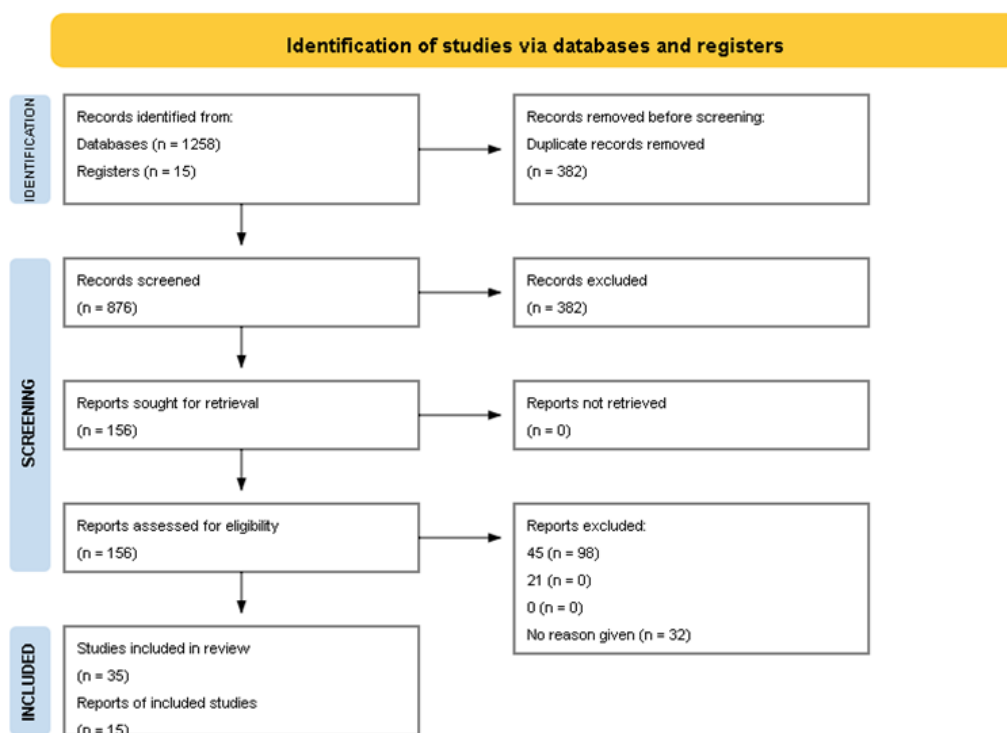 Identification of studies via databases and registers
IDENTIFICATION
Records identified from:
Databases (n = 1258)
Registers (n = 15)
Records removed before screening:
Duplicate records removed
(n = 382)
SCREENING
Records screened
(n = 876)
Records excluded
(n = 382)
Reports sought for retrieval
(n = 156)
Reports not retrieved
(n = 0)
Reports assessed for eligibility
(n = 156)
Reports excluded:
45 (n = 98)
21 (n = 0)
0 (n = 0)
No reason given (n = 32)
INCLUDED
Studies included in review
(n = 35)
Reports of included studies
(n = 15)